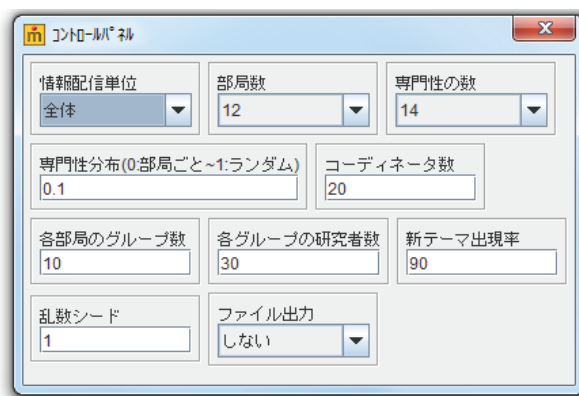 ｺﾝﾄﾛｰﾙﾊﾟﾈﾙ
情報配信単位 部局数 専門性の数
全体 12 14
専門性分布(0:部局ごと~1:ランダム) コーディネータ数
0.1 20
各部局のグループ数 各グループの研究者数 新テーマ出現率
10 30 90
乱数シード ファイル出力
1 しない